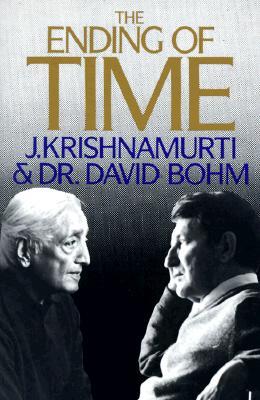 THE
ENDING OF
TIME
J.KRISHNAMURTI
& DR. DAVID BOHM